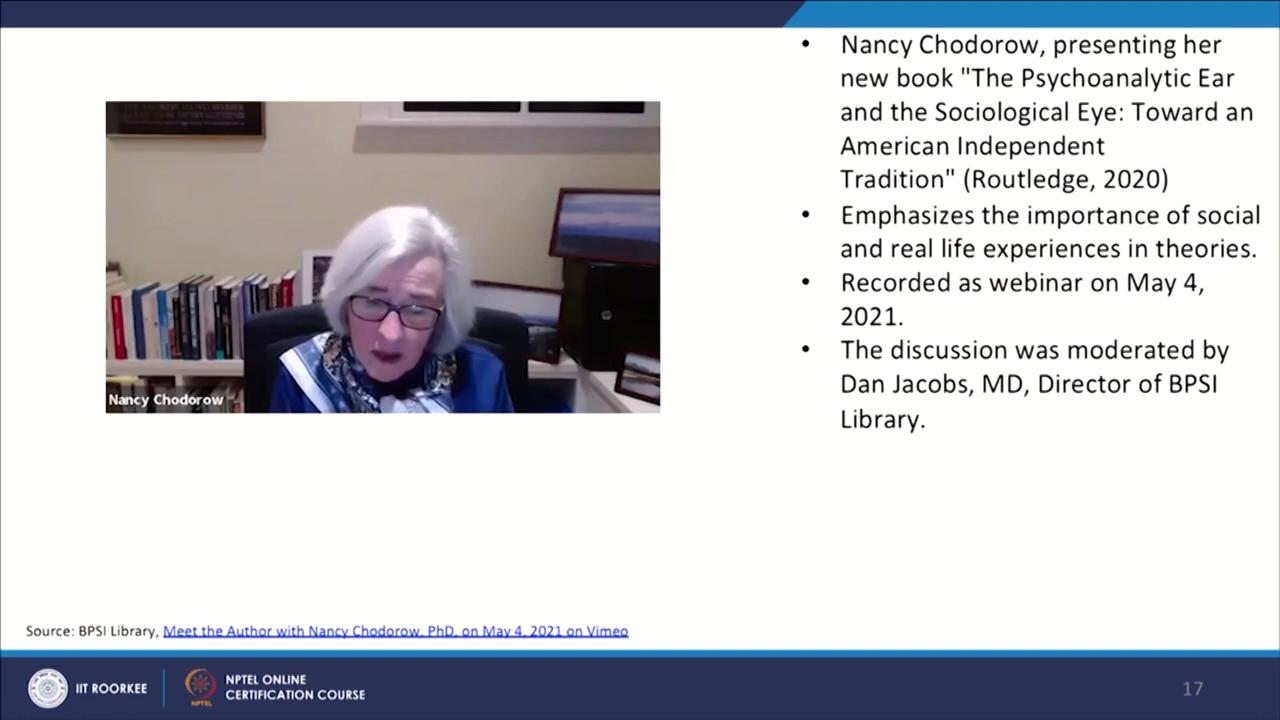 • Nancy Chodorow, presenting her
new book "The Psychoanalytic Ear
and the Sociological Eye: Toward an
American Independent
Tradition" (Routledge, 2020)
• Emphasizes the importance of social
and real life experiences in theories.
• Recorded as webinar on May 4,
2021.
• The discussion was moderated by
Dan Jacobs, MD, Director of BPSI
Library.
Nancy Chodorow
Source: BPSI Library, Meet the Author with Nancy Chodorow, PhD, on May 4, 2021 on Vimeo
IIT ROORKEE
NPTEL
NPTEL ONLINE
CERTIFICATION COURSE
17